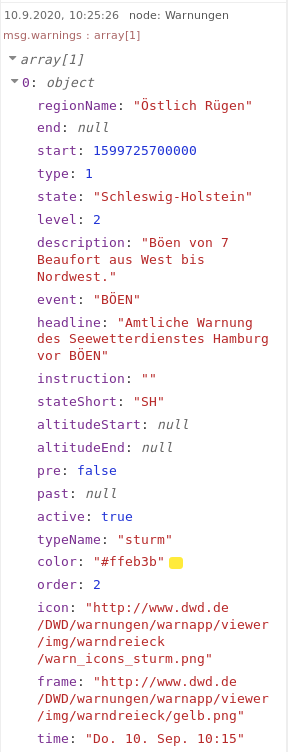 10.9.2020, 10:25:26 node: Warnungen
msg.warnings : array[1]
array[1]
0: object
regionName: "Östlich Rügen"
end: null
start: 1599725700000
type: 1
state: "Schleswig-Holstein"
level: 2
description: "Böen von 7
Beaufort aus West bis
Nordwest."
event: "BÖEN"
headline: "Amtliche Warnung
des Seewetterdienstes Hamburg
vor BÖEN"
instruction: ""
stateShort: "SH"
altitudeStart: null
altitudeEnd: null
pre: false
past: null
active: true
typeName: "sturm"
color: "#ffeb3b"
order: 2
icon: "http://www.dwd.de
/DWD/warnungen/warnapp/viewer
/img/warndreieck
/warn_icons_sturm.png"
frame: "http://www.dwd.de
/DWD/warnungen/warnapp/viewer
/img/warndreieck/gelb.png"
time: "Do. 10. Sep. 10:15"